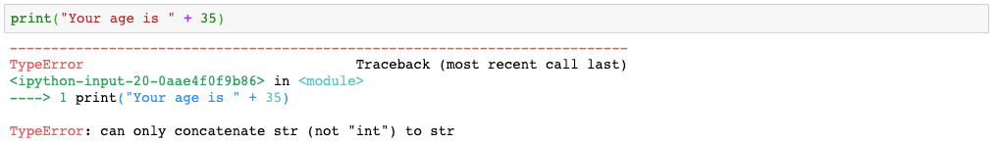 print("Your age is " + 35)
---------------------------------------------------------------------------
TypeError                                 Traceback (most recent call last)
<ipython-input-20-0aae4f0f9b86> in <module>
----> 1 print("Your age is " + 35)
TypeError: can only concatenate str (not "int") to str